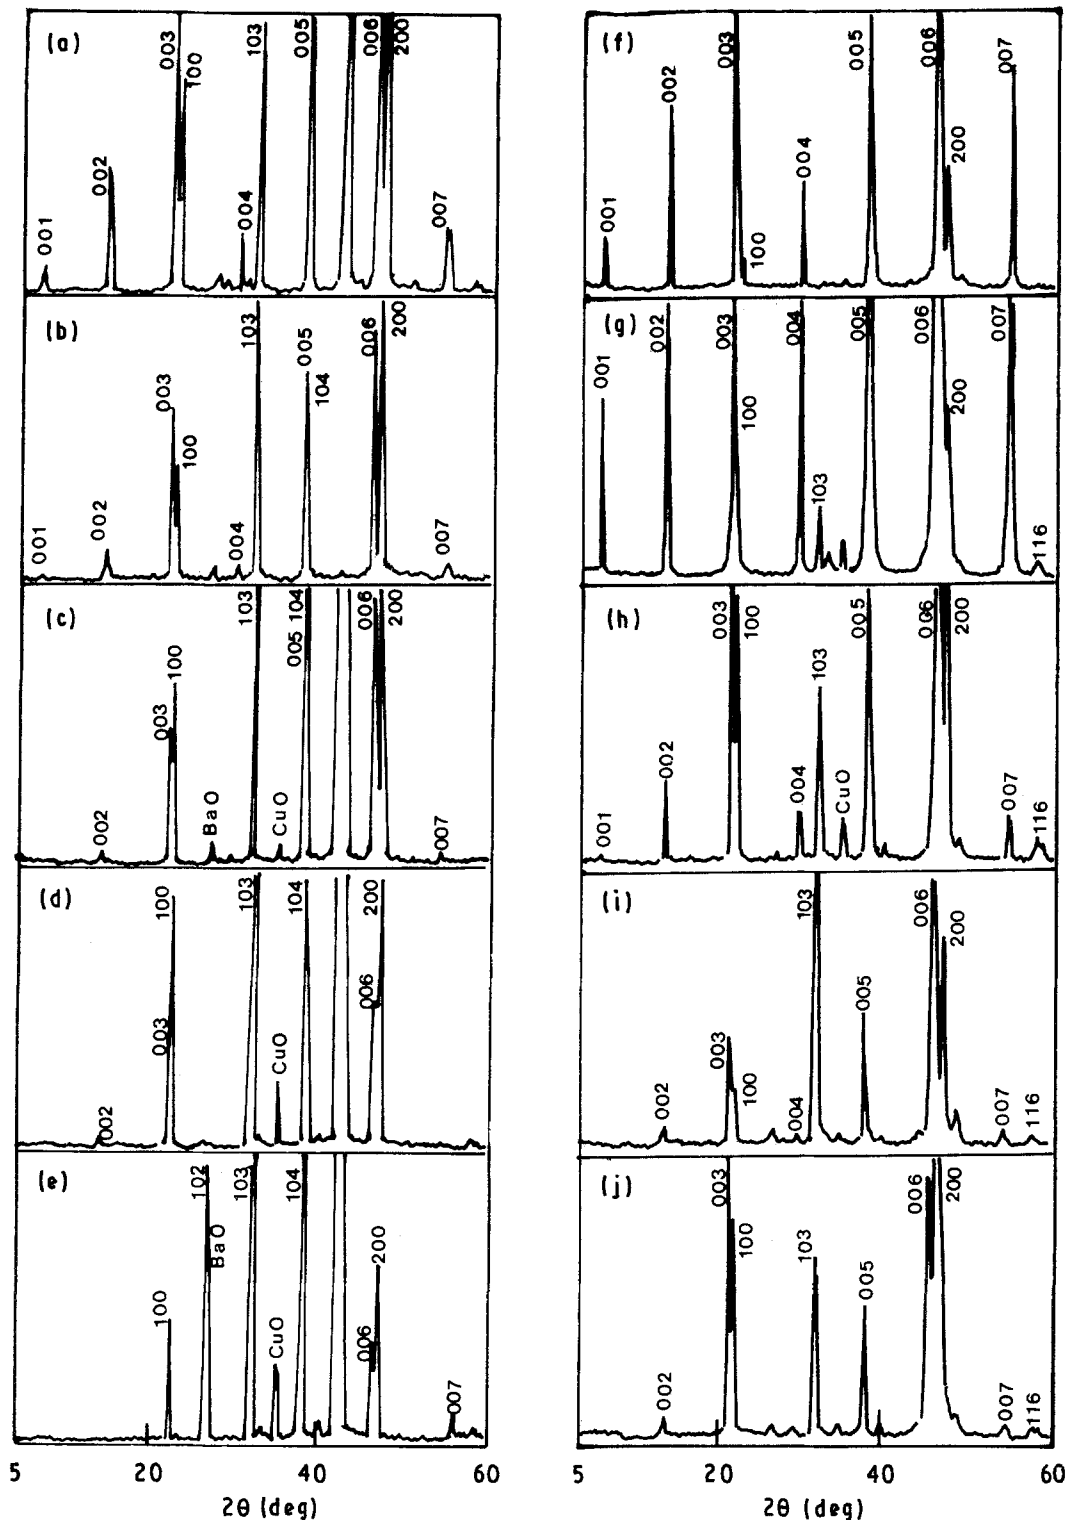 (a) 001 002 003 100 004 103 005 006 200 007
(b) 001 002 003 100 004 103 005 104 006 200 007
(c) 002 003 100 BaO 103 CuO 005 104 006 200 007
(d) 002 003 100 103 CuO 104 006 200
(e) 100 102 BaO 103 CuO 104 006 200 007
5 20 40 60
2θ (deg)
(f) 001 002 003 100 004 005 006 200 007
(g) 001 002 003 100 004 103 005 006 200 007 116
(h) 001 002 003 100 004 103 CuO 005 006 200 007 116
(i) 002 003 100 004 103 005 006 200 007 116
(j) 002 003 100 103 005 006 200 007 116
5 20 40 60
2θ (deg)